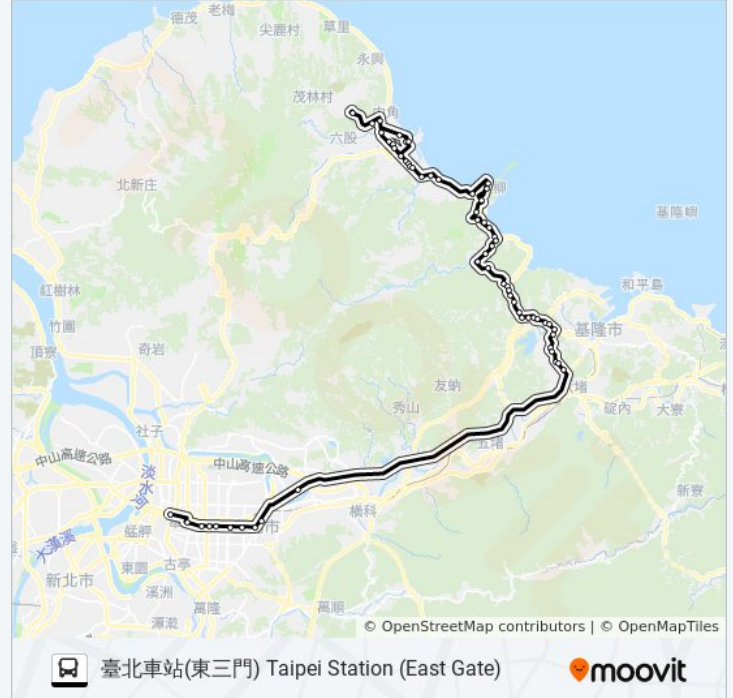 老梅
德茂
草里
尖鹿村
永興
茂林村
中角
六股
北新庄
基隆嶼
紅樹林
和平島
竹圍
基隆市
頂寮
奇岩
友蚋
碇內
大寮
秀山
社子
五堵
中山高速公路
中山高速公路
淡水河
新寮
橫科
艋舺
大漢溪
古亭
東園
新北市
溪洲
萬隆
萬順
潭墘
© OpenStreetMap contributors | © OpenMapTiles
臺北車站(東三門) Taipei Station (East Gate)
moovit